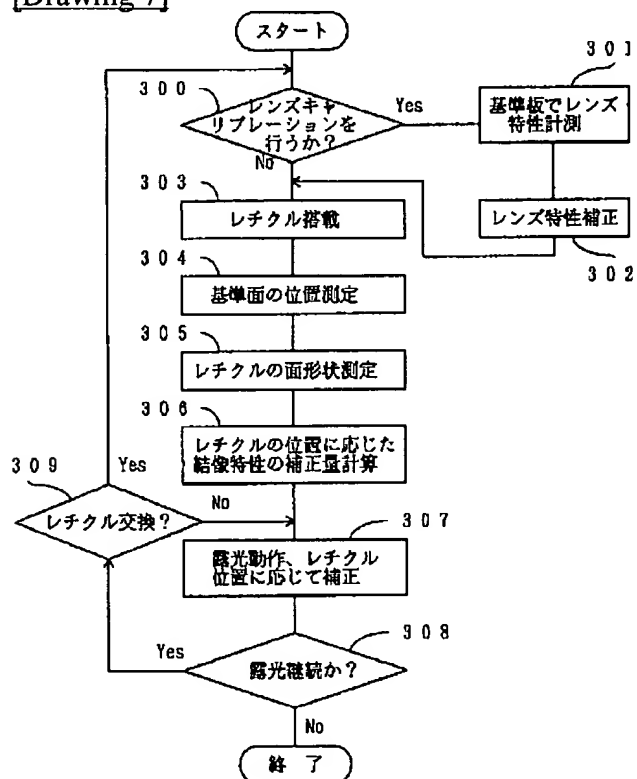 [Drawing 7]
スタート
300
レンズキャ
リブレーションを
行うか？
Yes
No
301
基準板でレンズ
特性計測
レンズ特性補正
302
303
レチクル搭載
304
基準面の位置測定
305
レチクルの面形状測定
306
レチクルの位置に応じた
結像特性の補正量計算
309
Yes
レチクル交換？
No
307
露光動作、レチクル
位置に応じて補正
308
Yes
露光継続か？
No
終了